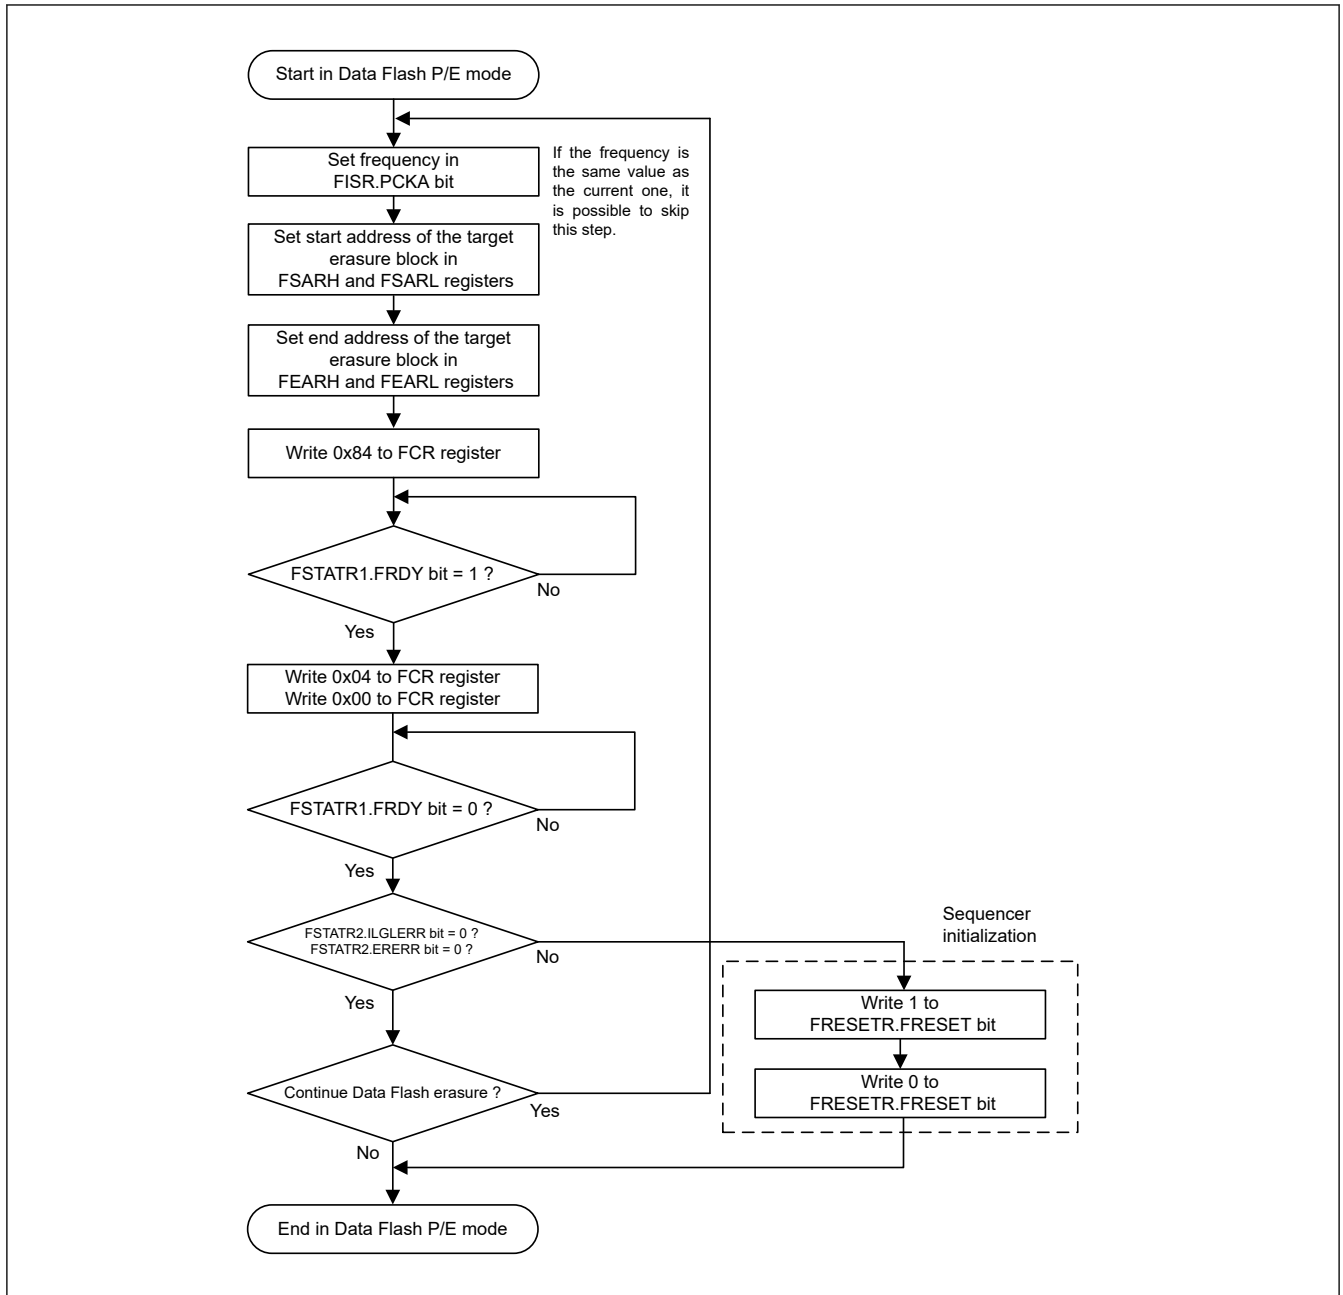 Start in Data Flash P/E mode
Set frequency in
FISR.PCKA bit
If the frequency is
the same value as
the current one, it
is possible to skip
this step.
Set start address of the target
erasure block in
FSARH and FSARL registers
Set end address of the target
erasure block in
FEARH and FEARL registers
Write 0x84 to FCR register
FSTATR1.FRDY bit = 1 ?
No
Yes
Write 0x04 to FCR register
Write 0x00 to FCR register
FSTATR1.FRDY bit = 0 ?
No
Yes
FSTATR2.ILGLERR bit = 0 ?
FSTATR2.ERERR bit = 0 ?
No
Yes
Sequencer
initialization
Write 1 to
FRESETR.FRESET bit
Write 0 to
FRESETR.FRESET bit
Continue Data Flash erasure ?
Yes
No
End in Data Flash P/E mode